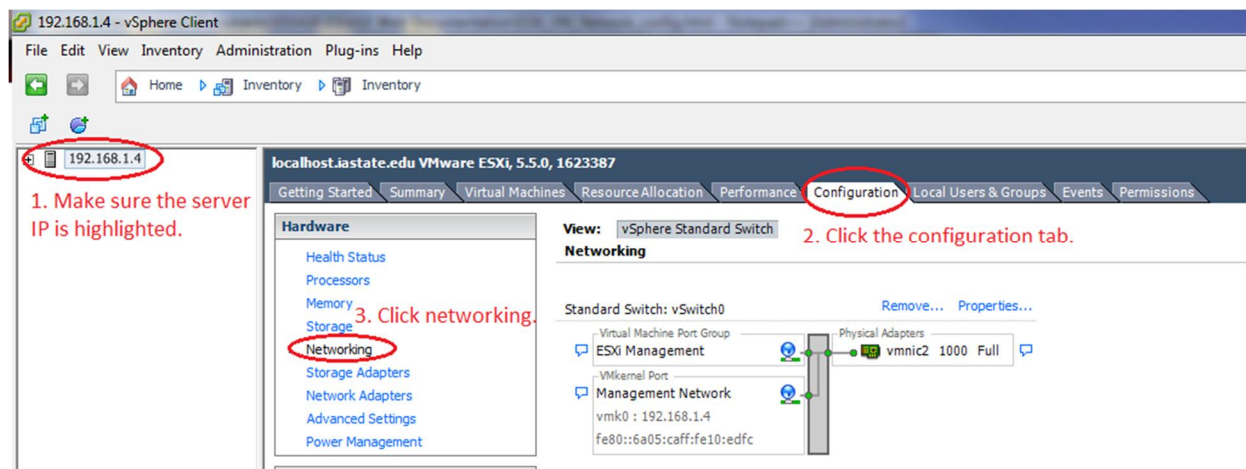 192.168.1.4 - vSphere Client
File Edit View Inventory Administration Plug-ins Help
Home Inventory Inventory
192.168.1.4
1. Make sure the server
IP is highlighted.
localhost.iastate.edu VMware ESXi, 5.5.0, 1623387
Getting Started Summary Virtual Machines Resource Allocation Performance Configuration Local Users & Groups Events Permissions
Hardware
Health Status
Processors
Memory
Storage
3. Click networking.
Networking
Storage Adapters
Network Adapters
Advanced Settings
Power Management
View: vSphere Standard Switch
2. Click the configuration tab.
Networking
Standard Switch: vSwitch0 Remove... Properties...
Virtual Machine Port Group Physical Adapters
ESXi Management vmnic2 1000 Full
VMkernel Port
Management Network
vmk0 : 192.168.1.4
fe80::6a05:caff:fe10:edfc